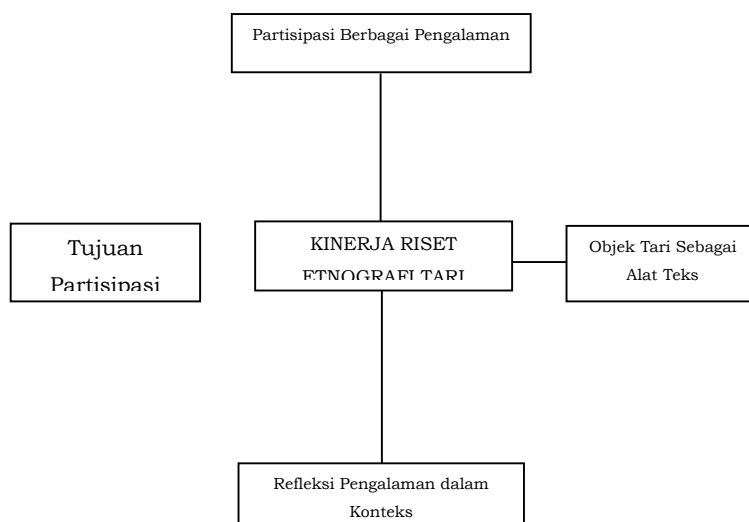 Partisipasi Berbagai Pengalaman
Tujuan
Partisipasi
KINERJA RISET
ETNOGRAFI TARI
Objek Tari Sebagai
Alat Teks
Refleksi Pengalaman dalam
Konteks